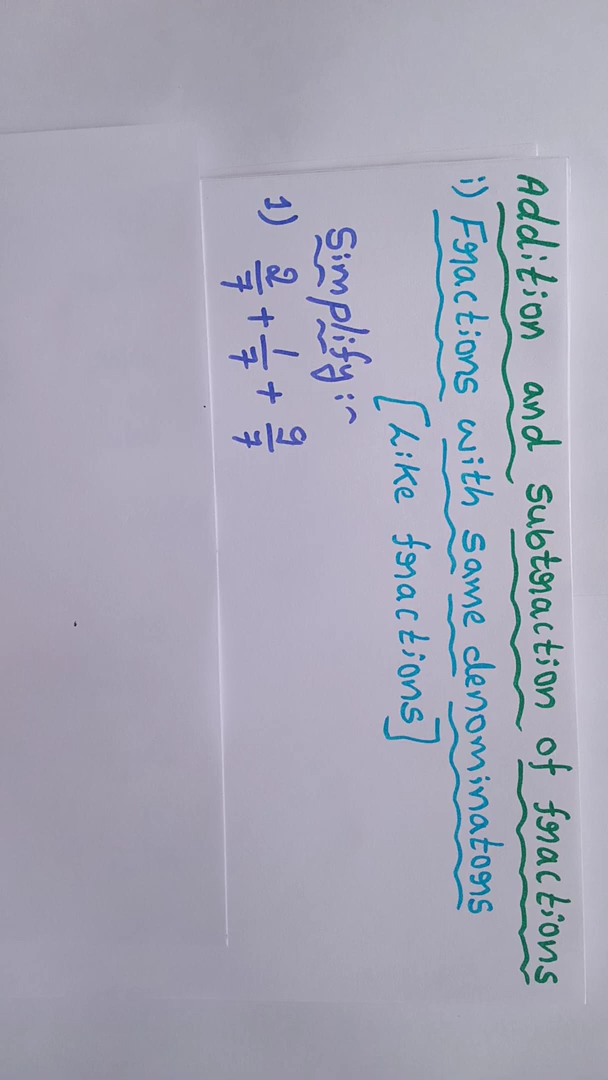 Addition and subtraction of fractions
i) Fractions with same denominators
[Like fractions]
Simplify :-
1) 2/7 + 1/7 + 9/7